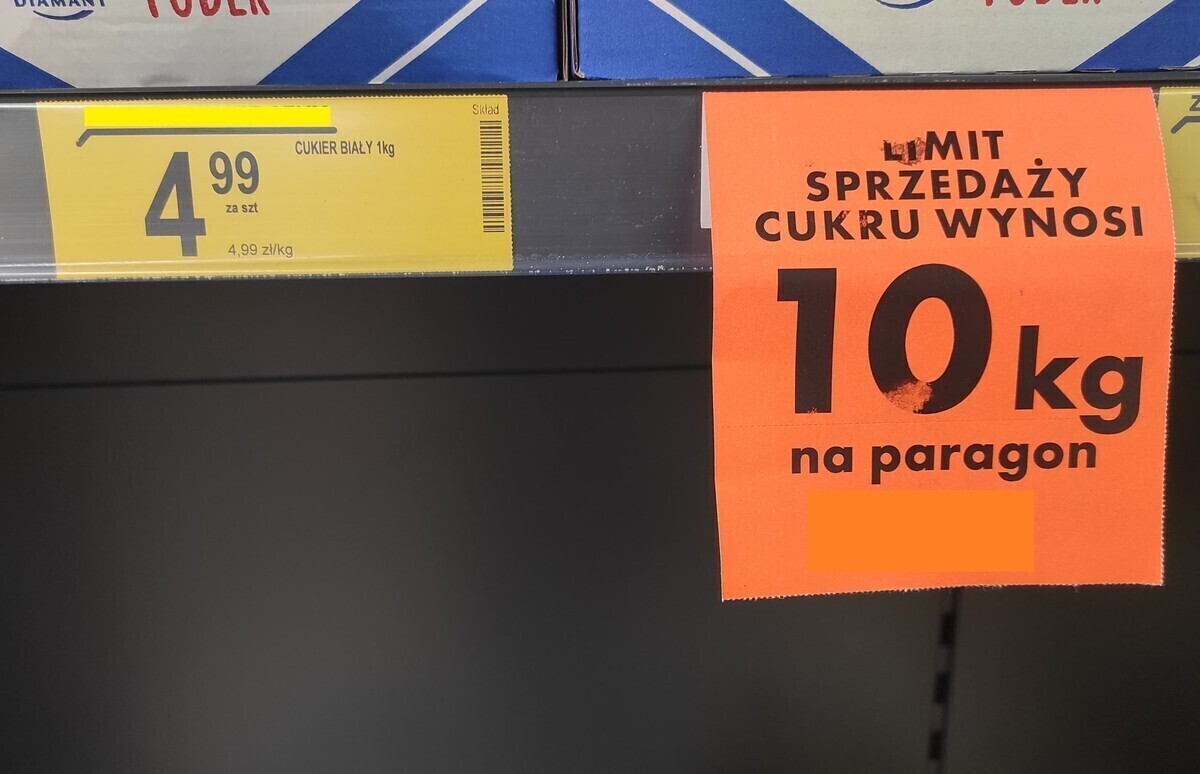 DIAMANT
PUDER
PUDER
CUKIER BIAŁY 1kg
Skład
4 99
za szt
4,99 zł/kg
LIMIT
SPRZEDAŻY
CUKRU WYNOSI
10 kg
na paragon